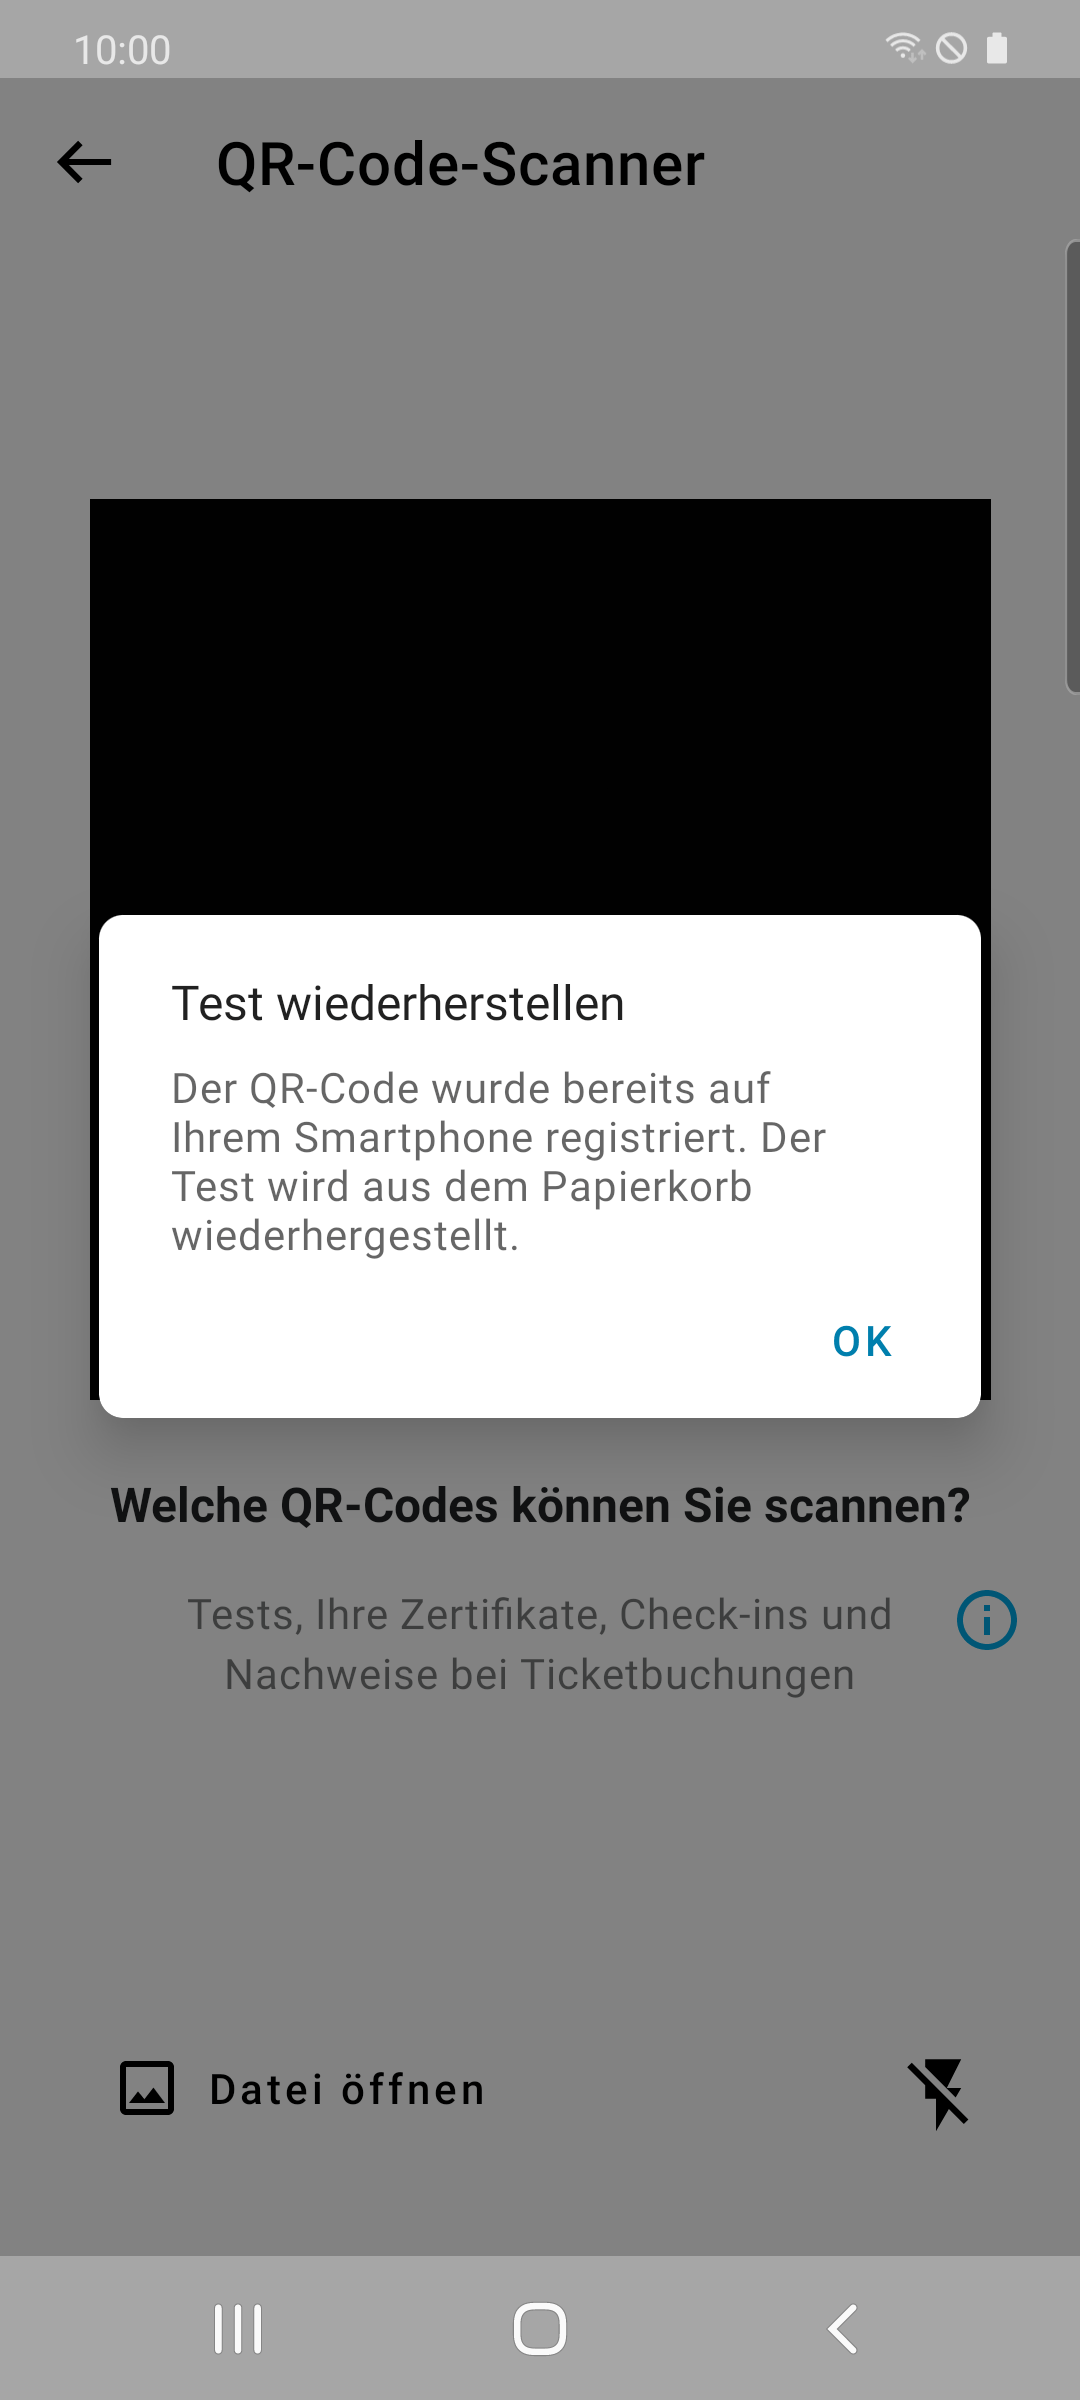 10:00
QR-Code-Scanner
Test wiederherstellen
Der QR-Code wurde bereits auf
Ihrem Smartphone registriert. Der
Test wird aus dem Papierkorb
wiederhergestellt.
OK
Welche QR-Codes können Sie scannen?
Tests, Ihre Zertifikate, Check-ins und
Nachweise bei Ticketbuchungen
Datei öffnen